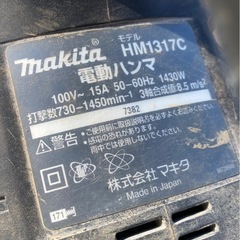 makita モデル HM1317C
電動ハンマ
100V～ 15A 50-60Hz 1430W
打撃数730-1450min-1 3軸合成値:8.5 m/s²
7382
警告
株式会社マキタ
Made in Japan
171